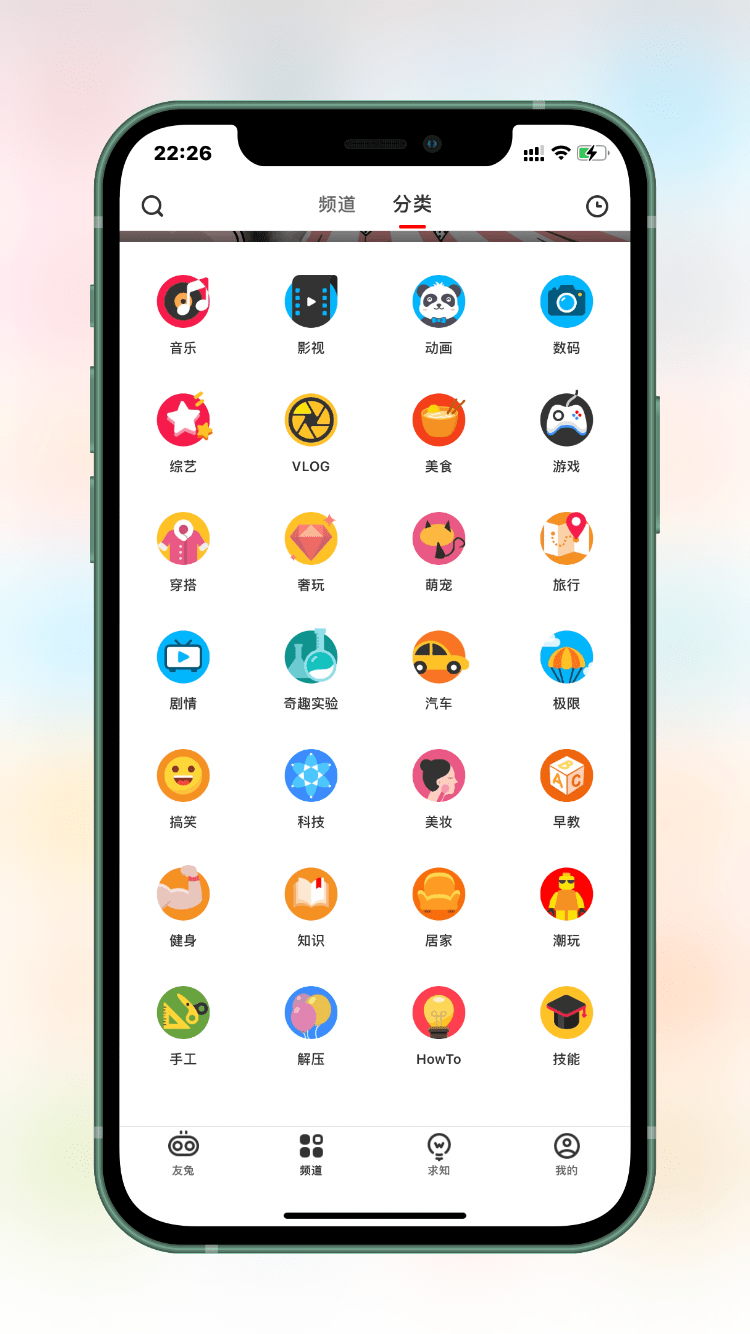 22:26
频道 分类
音乐 影视 动画 数码
综艺 VLOG 美食 游戏
穿搭 奢玩 萌宠 旅行
剧情 奇趣实验 汽车 极限
搞笑 科技 美妆 早教
B
A C
健身 知识 居家 潮玩
手工 解压 HowTo 技能
友兔 频道 求知 我的